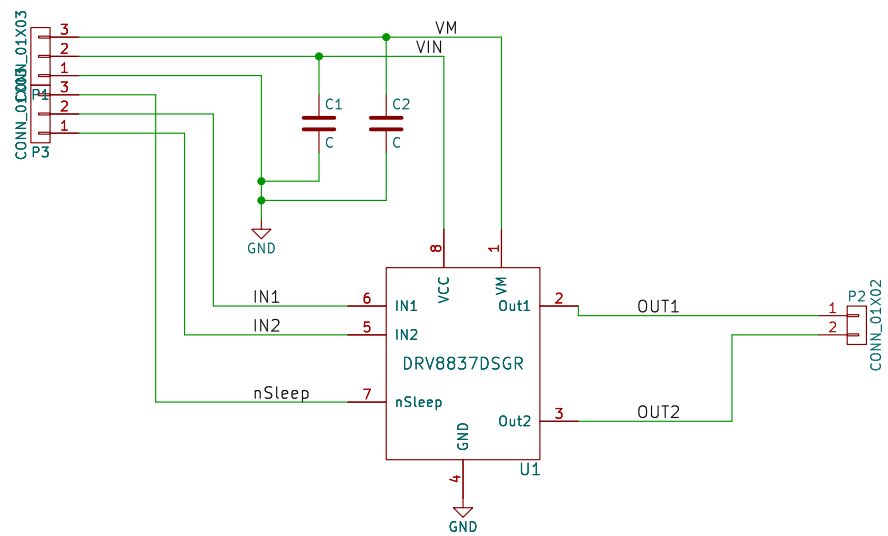 CONN_01X03
3
2
1
P1
CONN_01X03
3
2
1
P3
VM
VIN
C1
C
C2
C
GND
8
1
VCC
VM
IN1
6
IN1
IN2
5
IN2
nSleep
7
nSleep
DRV8837DSGR
Out1
2
OUT1
Out2
3
OUT2
GND
4
U1
GND
P2
1
2
CONN_01X02